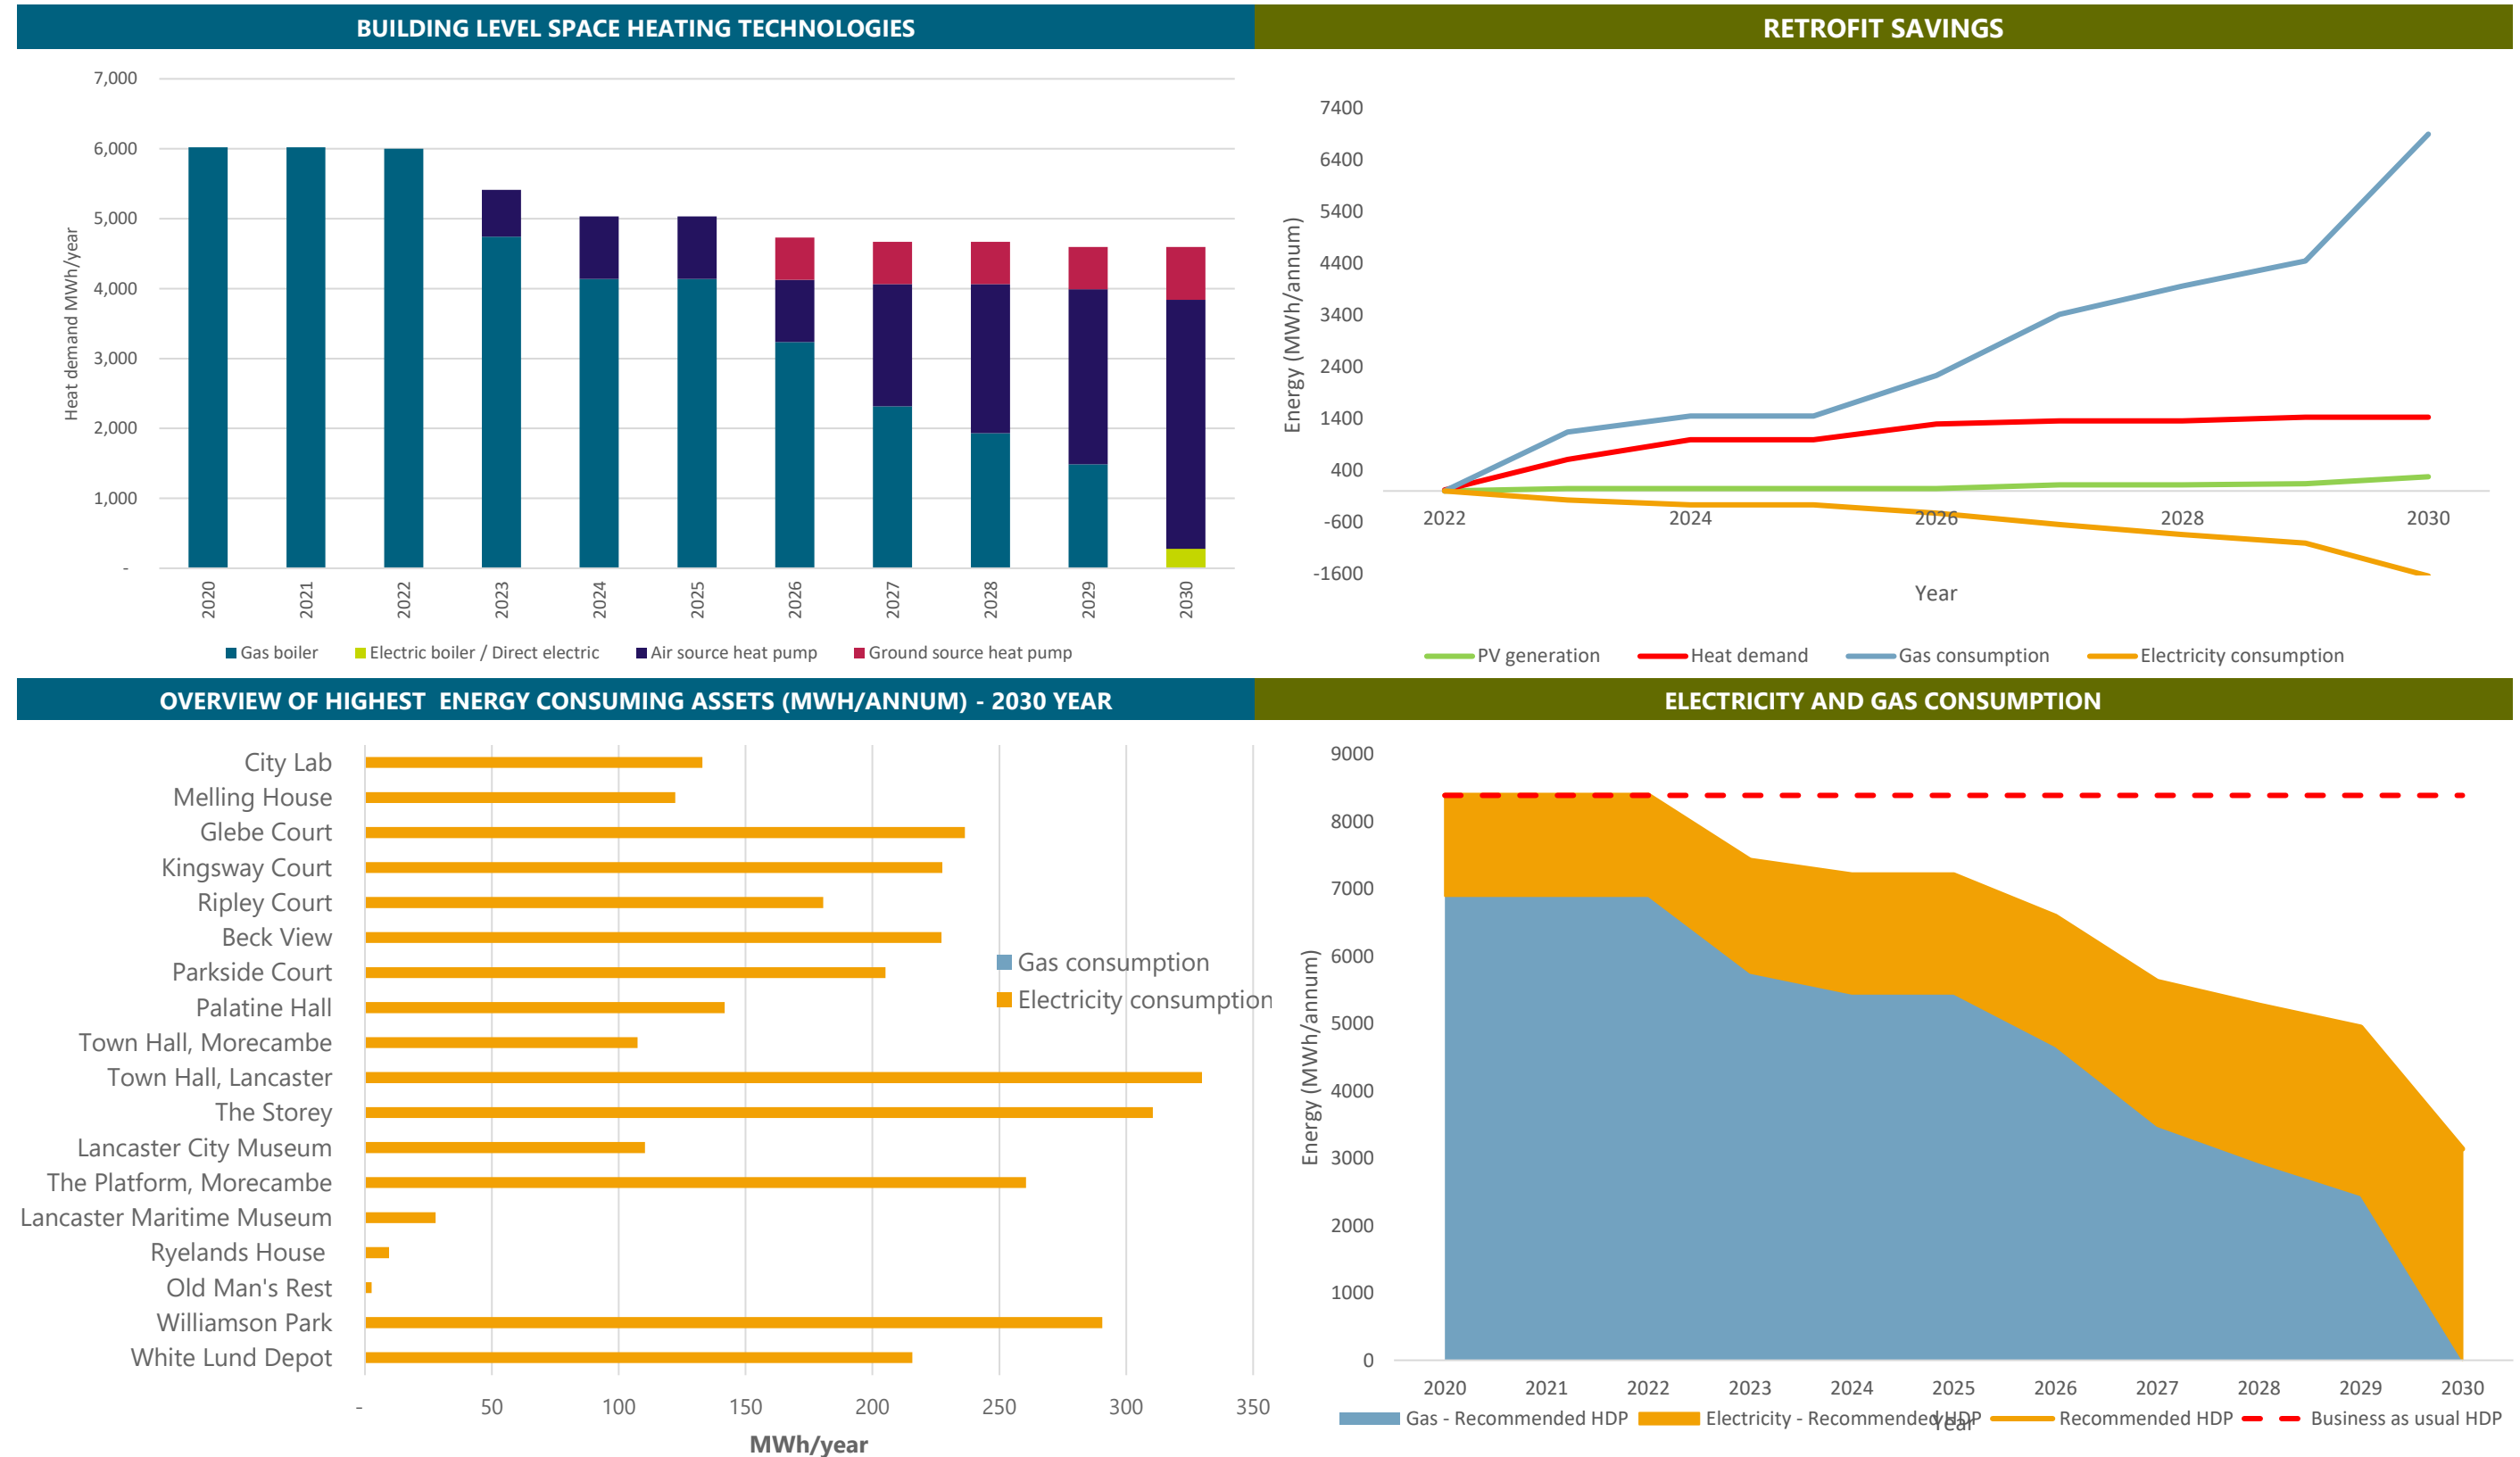 BUILDING LEVEL SPACE HEATING TECHNOLOGIES
7,000
6,000
5,000
4,000
3,000
2,000
1,000
-
Heat demand MWh/year
2020 2021 2022 2023 2024 2025 2026 2027 2028 2029 2030
Gas boiler Electric boiler / Direct electric Air source heat pump Ground source heat pump
RETROFIT SAVINGS
7400
6400
5400
4400
3400
2400
1400
400
-600
-1600
Energy (MWh/annum)
2022 2024 2026 2028 2030
Year
PV generation Heat demand Gas consumption Electricity consumption
OVERVIEW OF HIGHEST ENERGY CONSUMING ASSETS (MWH/ANNUM) - 2030 YEAR
City Lab
Melling House
Glebe Court
Kingsway Court
Ripley Court
Beck View
Parkside Court
Palatine Hall
Town Hall, Morecambe
Town Hall, Lancaster
The Storey
Lancaster City Museum
The Platform, Morecambe
Lancaster Maritime Museum
Ryelands House
Old Man's Rest
Williamson Park
White Lund Depot
Gas consumption
Electricity consumption
- 50 100 150 200 250 300 350
MWh/year
ELECTRICITY AND GAS CONSUMPTION
9000
8000
7000
6000
5000
4000
3000
2000
1000
0
Energy (MWh/annum)
2020 2021 2022 2023 2024 2025 2026 2027 2028 2029 2030
Year
Gas - Recommended HDP Electricity - Recommended HDP Recommended HDP Business as usual HDP